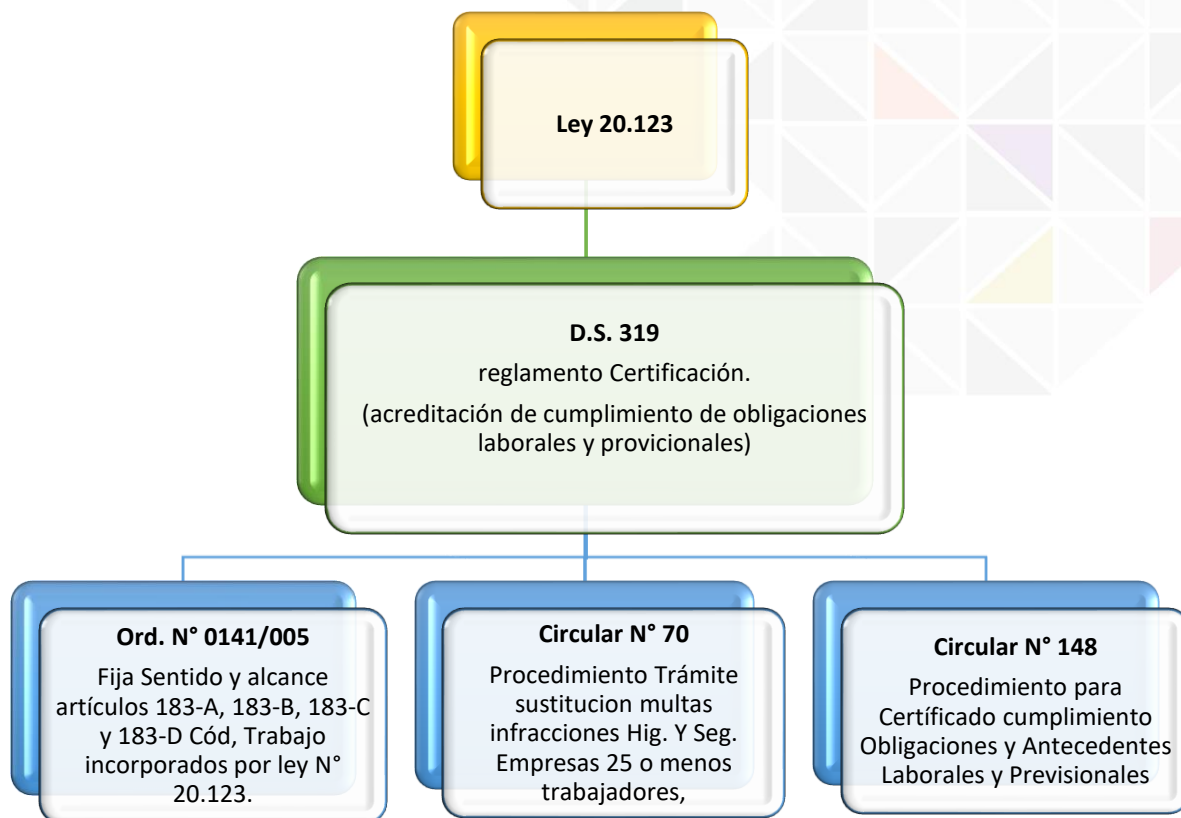 Ley 20.123
D.S. 319
reglamento Certificación.
(acreditación de cumplimiento de obligaciones
laborales y provicionales)
Ord. N° 0141/005
Fija Sentido y alcance
artículos 183-A, 183-B, 183-C
y 183-D Cód, Trabajo
incorporados por ley N°
20.123.
Circular N° 70
Procedimiento Trámite
sustitucion multas
infracciones Hig. Y Seg.
Empresas 25 o menos
trabajadores,
Circular N° 148
Procedimiento para
Certíficado cumplimiento
Obligaciones y Antecedentes
Laborales y Previsionales